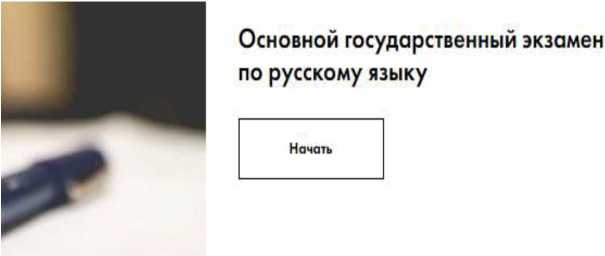 Основной государственный экзамен
по русскому языку
Начать